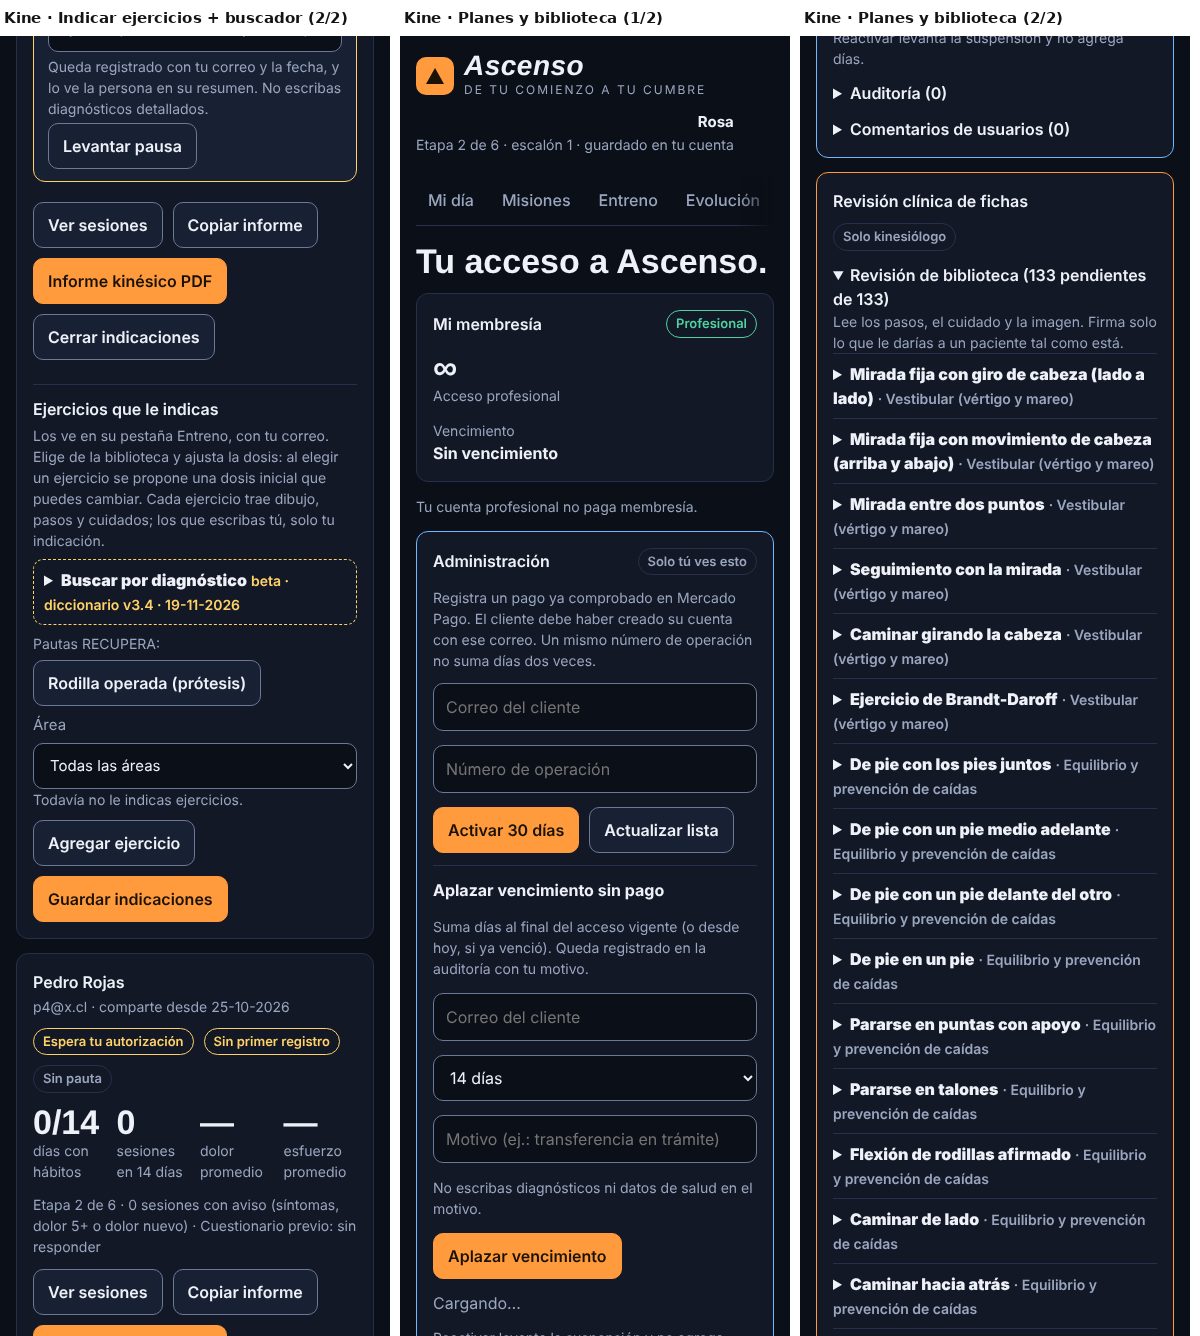 Kine · Indicar ejercicios + buscador (2/2)
Queda registrado con tu correo y la fecha, y
lo ve la persona en su resumen. No escribas
diagnósticos detallados.
Levantar pausa
Ver sesiones
Copiar informe
Informe kinésico PDF
Cerrar indicaciones
Ejercicios que le indicas
Los ve en su pestaña Entreno, con tu correo.
Elige de la biblioteca y ajusta la dosis: al elegir
un ejercicio se propone una dosis inicial que
puedes cambiar. Cada ejercicio trae dibujo,
pasos y cuidados; los que escribas tú, solo tu
indicación.
▶ Buscar por diagnóstico beta ·
diccionario v3.4 · 19-11-2026
Pautas RECUPERA:
Rodilla operada (prótesis)
Área
Todas las áreas
Todavía no le indicas ejercicios.
Agregar ejercicio
Guardar indicaciones
Pedro Rojas
p4@x.cl · comparte desde 25-10-2026
Espera tu autorización
Sin primer registro
Sin pauta
0/14 0 — —
días con sesiones dolor esfuerzo
hábitos en 14 días promedio promedio
Etapa 2 de 6 · 0 sesiones con aviso (síntomas,
dolor 5+ o dolor nuevo) · Cuestionario previo: sin
responder
Ver sesiones
Copiar informe
Kine · Planes y biblioteca (1/2)
Ascenso
DE TU COMIENZO A TU CUMBRE
Rosa
Etapa 2 de 6 · escalón 1 · guardado en tu cuenta
Mi día Misiones Entreno Evolución
Tu acceso a Ascenso.
Mi membresía
Profesional
∞
Acceso profesional
Vencimiento
Sin vencimiento
Tu cuenta profesional no paga membresía.
Administración
Solo tú ves esto
Registra un pago ya comprobado en Mercado
Pago. El cliente debe haber creado su cuenta
con ese correo. Un mismo número de operación
no suma días dos veces.
Correo del cliente
Número de operación
Activar 30 días
Actualizar lista
Aplazar vencimiento sin pago
Suma días al final del acceso vigente (o desde
hoy, si ya venció). Queda registrado en la
auditoría con tu motivo.
Correo del cliente
14 días
Motivo (ej.: transferencia en trámite)
No escribas diagnósticos ni datos de salud en el
motivo.
Aplazar vencimiento
Cargando...
Reactivar levanta la suspensión y no agrega
Kine · Planes y biblioteca (2/2)
Reactivar levanta la suspensión y no agrega
días.
▶ Auditoría (0)
▶ Comentarios de usuarios (0)
Revisión clínica de fichas
Solo kinesiólogo
▼ Revisión de biblioteca (133 pendientes
de 133)
Lee los pasos, el cuidado y la imagen. Firma solo
lo que le darías a un paciente tal como está.
▶ Mirada fija con giro de cabeza (lado a
lado) · Vestibular (vértigo y mareo)
▶ Mirada fija con movimiento de cabeza
(arriba y abajo) · Vestibular (vértigo y mareo)
▶ Mirada entre dos puntos · Vestibular
(vértigo y mareo)
▶ Seguimiento con la mirada · Vestibular
(vértigo y mareo)
▶ Caminar girando la cabeza · Vestibular
(vértigo y mareo)
▶ Ejercicio de Brandt-Daroff · Vestibular
(vértigo y mareo)
▶ De pie con los pies juntos · Equilibrio y
prevención de caídas
▶ De pie con un pie medio adelante ·
Equilibrio y prevención de caídas
▶ De pie con un pie delante del otro ·
Equilibrio y prevención de caídas
▶ De pie en un pie · Equilibrio y prevención
de caídas
▶ Pararse en puntas con apoyo · Equilibrio
y prevención de caídas
▶ Pararse en talones · Equilibrio y
prevención de caídas
▶ Flexión de rodillas afirmado · Equilibrio
y prevención de caídas
▶ Caminar de lado · Equilibrio y prevención
de caídas
▶ Caminar hacia atrás · Equilibrio y
prevención de caídas